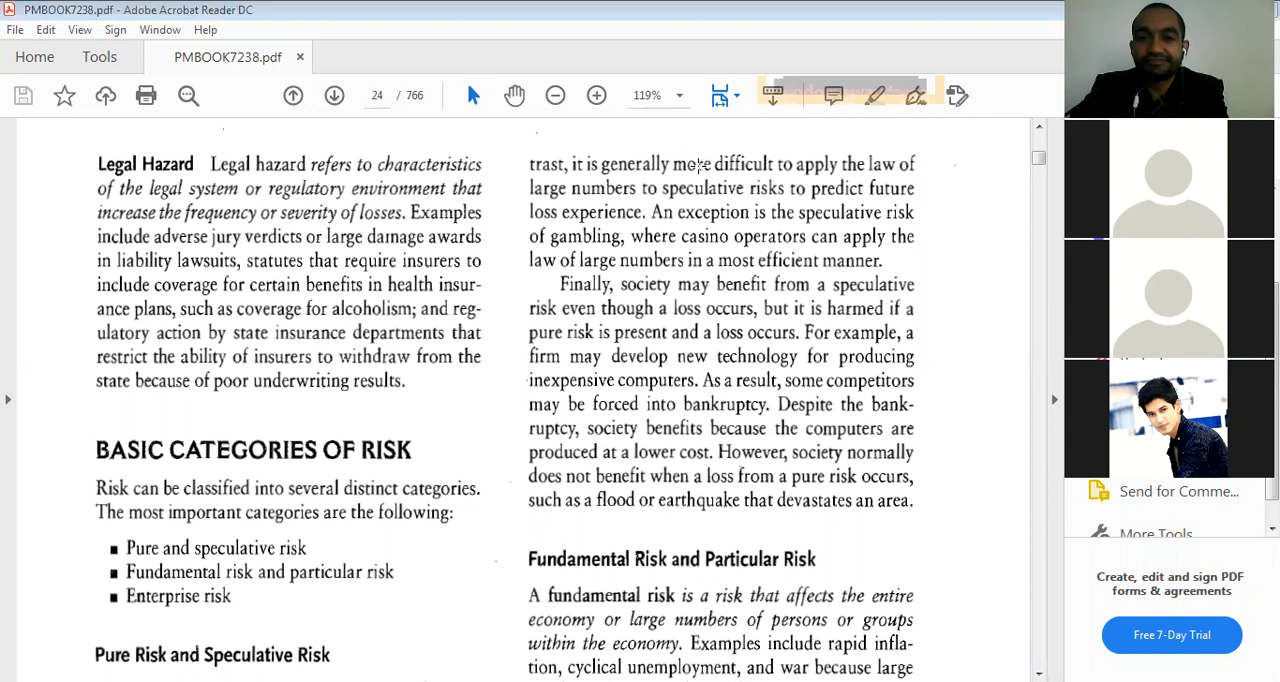 PMBOOK7238.pdf - Adobe Acrobat Reader DC
File Edit View Sign Window Help
Home Tools PMBOOK7238.pdf ×
24 / 766 119%
Legal Hazard Legal hazard refers to characteristics
of the legal system or regulatory environment that
increase the frequency or severity of losses. Examples
include adverse jury verdicts or large damage awards
in liability lawsuits, statutes that require insurers to
include coverage for certain benefits in health insur-
ance plans, such as coverage for alcoholism; and reg-
ulatory action by state insurance departments that
restrict the ability of insurers to withdraw from the
state because of poor underwriting results.
BASIC CATEGORIES OF RISK
Risk can be classified into several distinct categories.
The most important categories are the following:
■ Pure and speculative risk
■ Fundamental risk and particular risk
■ Enterprise risk
Pure Risk and Speculative Risk
trast, it is generally more difficult to apply the law of
large numbers to speculative risks to predict future
loss experience. An exception is the speculative risk
of gambling, where casino operators can apply the
law of large numbers in a most efficient manner.
Finally, society may benefit from a speculative
risk even though a loss occurs, but it is harmed if a
pure risk is present and a loss occurs. For example, a
firm may develop new technology for producing
inexpensive computers. As a result, some competitors
may be forced into bankruptcy. Despite the bank-
ruptcy, society benefits because the computers are
produced at a lower cost. However, society normally
does not benefit when a loss from a pure risk occurs,
such as a flood or earthquake that devastates an area.
Fundamental Risk and Particular Risk
A fundamental risk is a risk that affects the entire
economy or large numbers of persons or groups
within the economy. Examples include rapid infla-
tion, cyclical unemployment, and war because large
Send for Comme...
More Tools
Create, edit and sign PDF
forms & agreements
Free 7-Day Trial